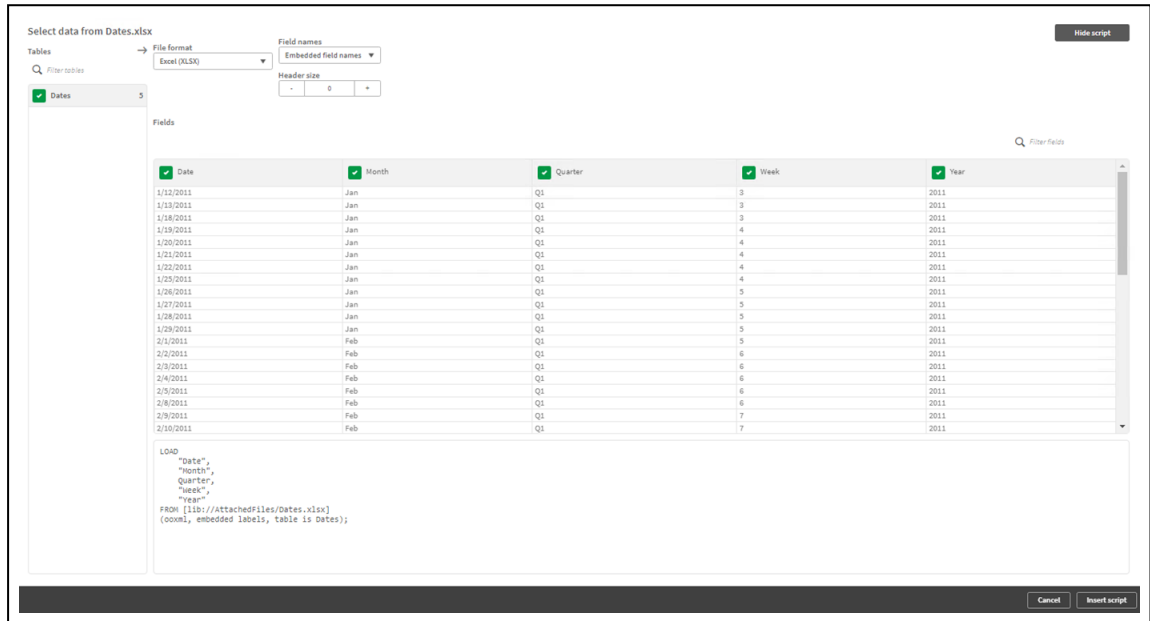 Select data from Dates.xlsx
Hide script
Tables
File format
Field names
Excel (XLSX)
Embedded field names
Filter tables
Header size
- 0 +
Dates 5
Fields
Filter fields
Date Month Quarter Week Year
1/12/2011 Jan Q1 3 2011
1/13/2011 Jan Q1 3 2011
1/18/2011 Jan Q1 3 2011
1/19/2011 Jan Q1 4 2011
1/20/2011 Jan Q1 4 2011
1/21/2011 Jan Q1 4 2011
1/22/2011 Jan Q1 4 2011
1/25/2011 Jan Q1 4 2011
1/26/2011 Jan Q1 5 2011
1/27/2011 Jan Q1 5 2011
1/28/2011 Jan Q1 5 2011
1/29/2011 Jan Q1 5 2011
2/1/2011 Feb Q1 5 2011
2/2/2011 Feb Q1 6 2011
2/3/2011 Feb Q1 6 2011
2/4/2011 Feb Q1 6 2011
2/5/2011 Feb Q1 6 2011
2/8/2011 Feb Q1 6 2011
2/9/2011 Feb Q1 7 2011
2/10/2011 Feb Q1 7 2011
LOAD
"Date",
"Month",
Quarter,
"Week",
"Year"
FROM [lib://AttachedFiles/Dates.xlsx]
(ooxml, embedded labels, table is Dates);
Cancel
Insert script